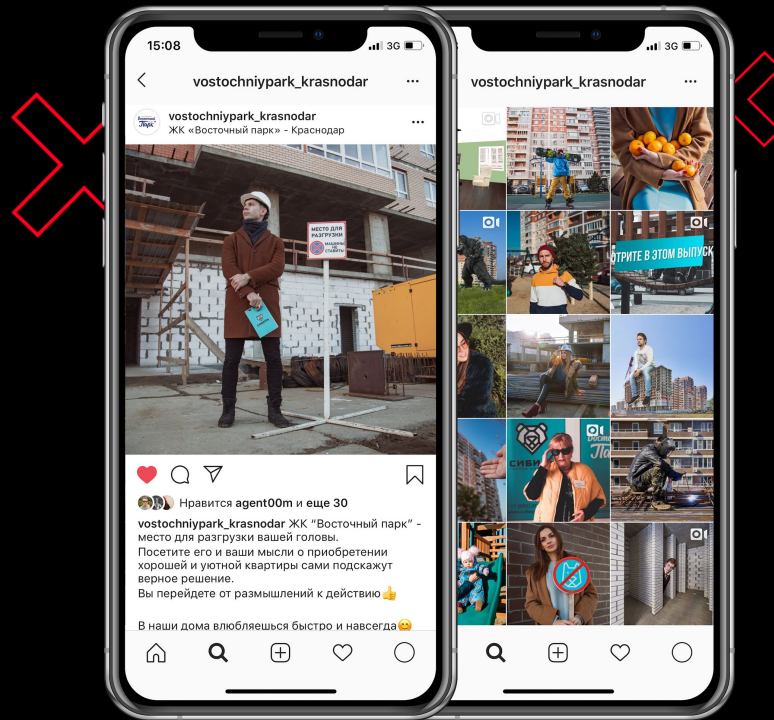 15:08
3G
vostochniypark_krasnodar
vostochniypark_krasnodar
ЖК «Восточный парк» - Краснодар
МЕСТО ДЛЯ
РАЗГРУЗКИ
МАШИНЫ
НЕ
СТАВИТЬ
Нравится agent00m и еще 30
vostochniypark_krasnodar ЖК “Восточный парк” -
место для разгрузки вашей головы.
Посетите его и ваши мысли о приобретении
хорошей и уютной квартиры сами подскажут
верное решение.
Вы перейдете от размышлений к действию👍
В наши дома влюбляешься быстро и навсегда😊
3G
vostochniypark_krasnodar
ОТРИТЕ В ЭТОМ ВЫПУСК
СИБИ